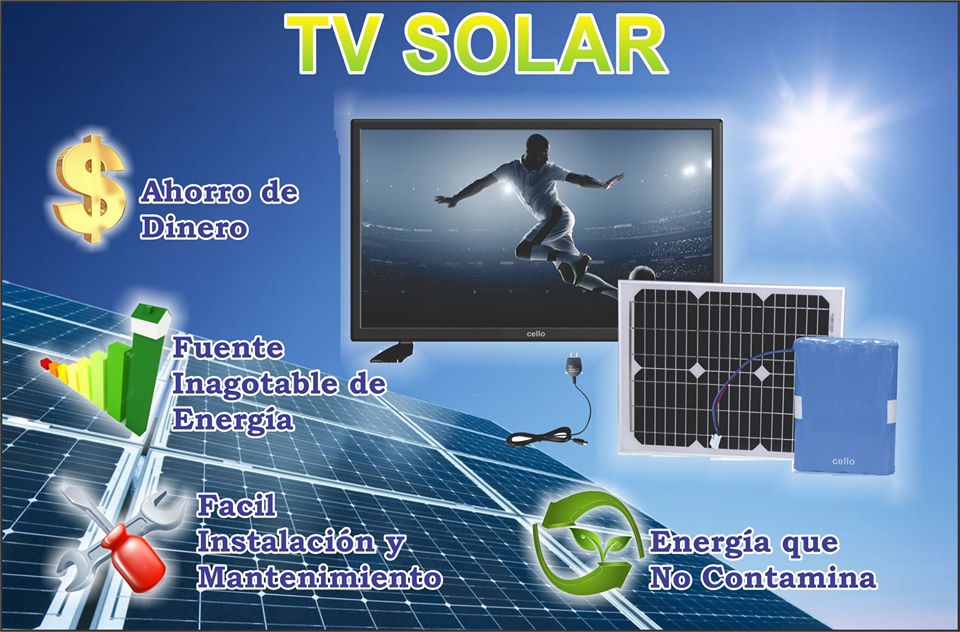 TV SOLAR
Ahorro de
Dinero
cello
Fuente
Inagotable de
Energía
cello
Facil
Instalación y
Mantenimiento
Energía que
No Contamina